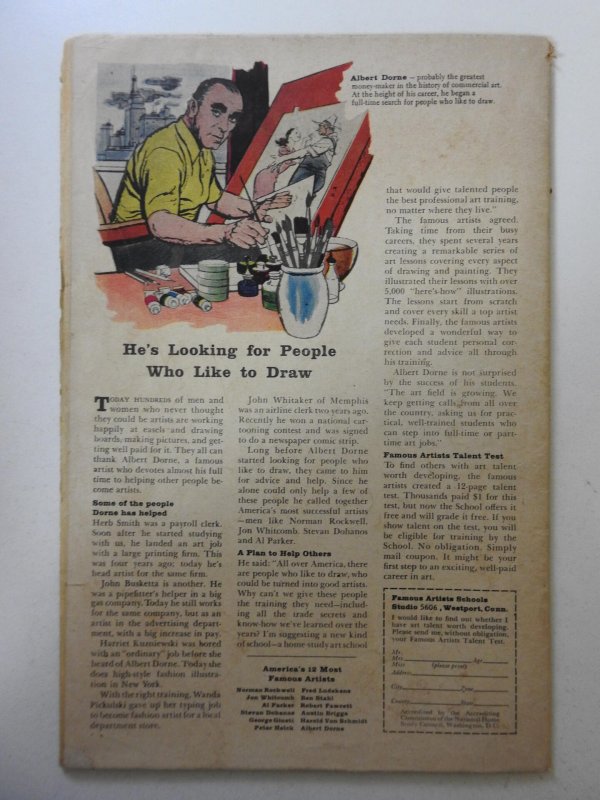 Albert Dorne — probably the greatest
money-maker in the history of commercial art.
At the height of his career, he began a
full-time search for people who like to draw.
He's Looking for People
Who Like to Draw
TODAY HUNDREDS of men and
women who never thought
they could be artists are working
happily at easels and drawing
boards, making pictures, and get-
ting well paid for it. They all can
thank Albert Dorne, a famous
artist who devotes almost his full
time to helping other people be-
come artists.
Some of the people
Dorne has helped
Herb Smith was a payroll clerk.
Soon after he started studying
with us, he landed an art job
with a large printing firm. This
was four years ago; today he's
head artist for the same firm.
John Busketta is another. He
was a pipefitter's helper in a big
gas company. Today he still works
for the same company, but as an
artist in the advertising depart-
ment, with a big increase in pay.
Harriet Kuzniewski was bored
with an "ordinary" job before she
heard of Albert Dorne. Today she
does high-style fashion illustra-
tion in New York.
With the right training, Wanda
Pickulski gave up her typing job
to become fashion artist for a local
department store.
John Whitaker of Memphis
was an airline clerk two years ago.
Recently he won a national car-
tooning contest and was signed
to do a newspaper comic strip.
Long before Albert Dorne
started looking for people who
like to draw, they came to him
for advice and help. Since he
alone could only help a few of
these people he called together
America's most successful artists
—men like Norman Rockwell,
Jon Whitcomb, Stevan Dohanos
and Al Parker.
A Plan to Help Others
He said: "All over America, there
are people who like to draw, who
could be turned into good artists.
Why can't we give these people
the training they need—includ-
ing all the trade secrets and
know-how we've learned over the
years? I'm suggesting a new kind
of school—a home study art school
America's 12 Most
Famous Artists
Norman Rockwell
Jon Whitcomb
Al Parker
Stevan Dohanos
George Giusti
Peter Helck
Fred Ludekens
Ben Stahl
Robert Fawcett
Austin Briggs
Harold Von Schmidt
Albert Dorne
that would give talented people
the best professional art training,
no matter where they live."
The famous artists agreed.
Taking time from their busy
careers, they spent several years
creating a remarkable series of
art lessons covering every aspect
of drawing and painting. They
illustrated their lessons with over
5,000 "here's-how" illustrations.
The lessons start from scratch
and cover every skill a top artist
needs. Finally, the famous artists
developed a wonderful way to
give each student personal cor-
rection and advice all through
his training.
Albert Dorne is not surprised
by the success of his students.
"The art field is growing. We
keep getting calls from all over
the country, asking us for prac-
tical, well-trained students who
can step into full-time or part-
time art jobs."
Famous Artists Talent Test
To find others with art talent
worth developing, the famous
artists created a 12-page talent
test. Thousands paid $1 for this
test, but now the School offers it
free and will grade it free. If you
show talent on the test, you will
be eligible for training by the
School. No obligation. Simply
mail coupon. It might be your
first step to an exciting, well-paid
career in art.
Famous Artists Schools
Studio 5606, Westport, Conn.
I would like to find out whether I
have art talent worth developing.
Please send me, without obligation,
your Famous Artists Talent Test.
Mr.
Mrs. Age
Miss (please print)
Address
City Zone
County State
Accredited by the Accrediting
Commission of the National Home
Study Council, Washington, D.C.